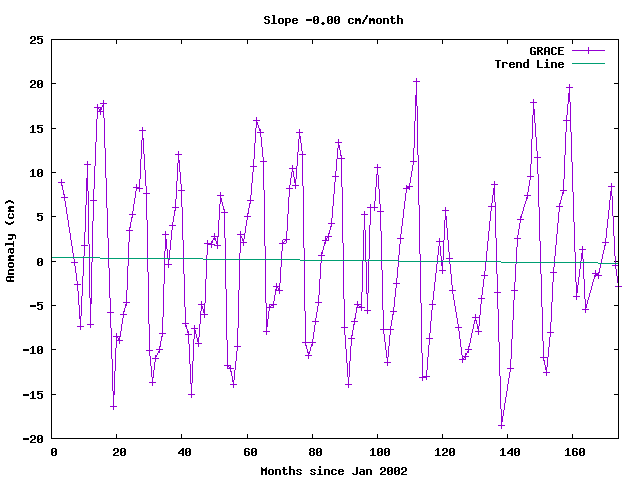 Slope -0.00 cm/month
GRACE
Trend Line
25
20
15
10
5
0
-5
-10
-15
-20
Anomaly (cm)
0 20 40 60 80 100 120 140 160
Months since Jan 2002